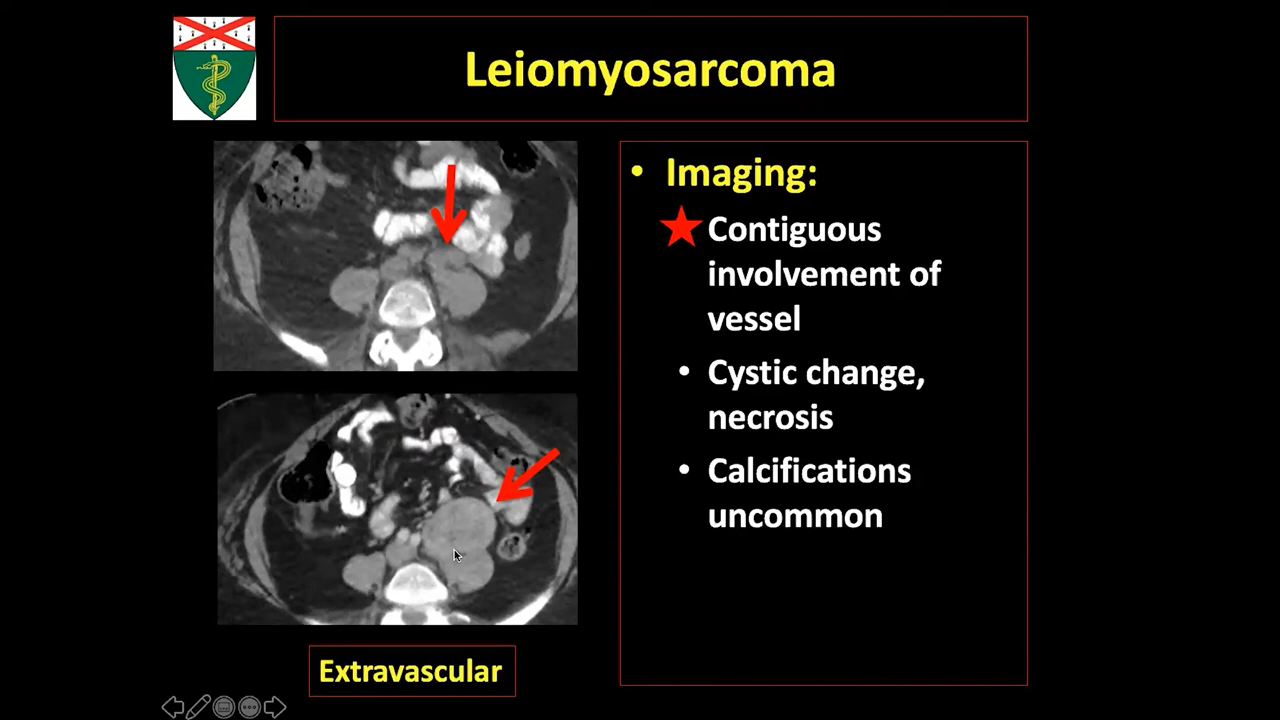 Leiomyosarcoma
• Imaging:
Contiguous
involvement of
vessel
• Cystic change,
necrosis
• Calcifications
uncommon
Extravascular